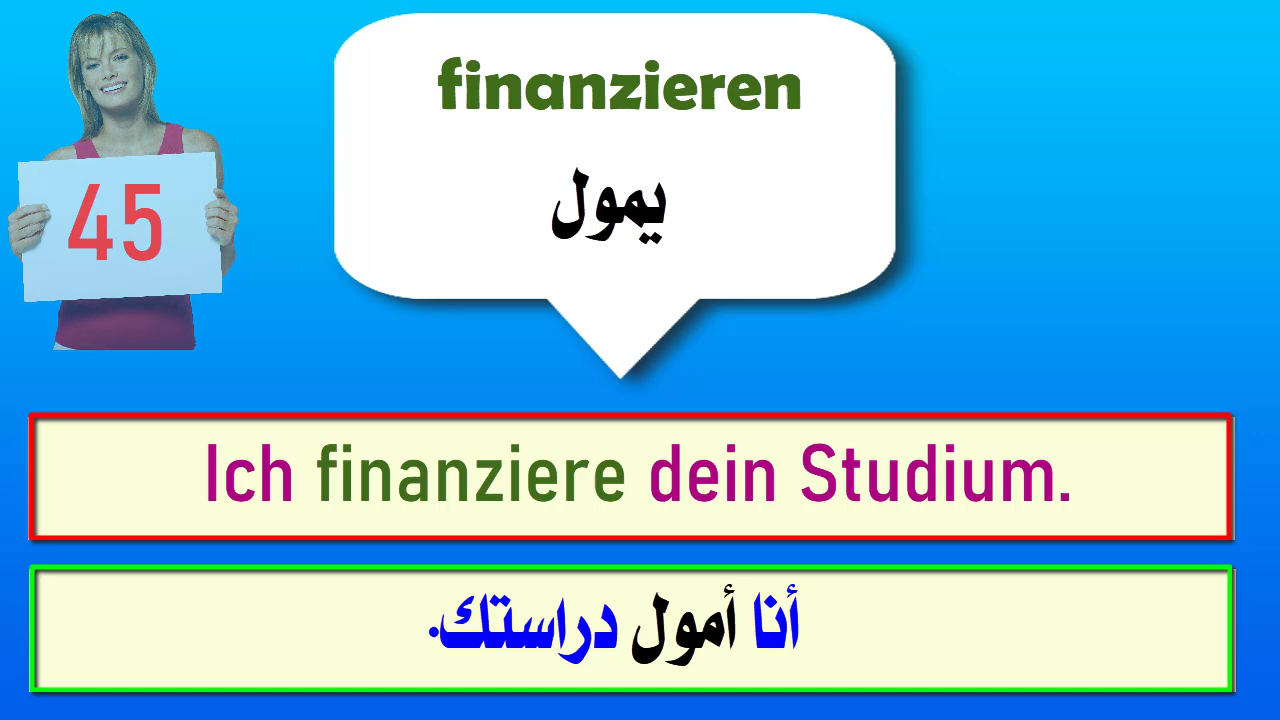 finanzieren
يمول
45
Ich finanziere dein Studium.
أنا أمول دراستك.